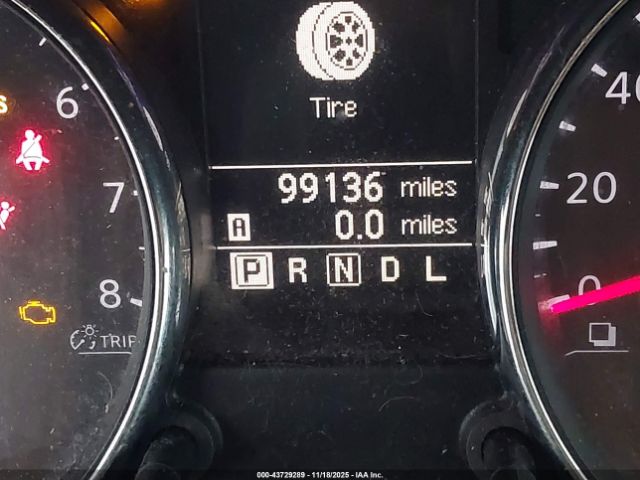 Tire
6
7
8
TRIP
99136 miles
A 0.0 miles
P R N D L
40
20
0
000-43729289 - 11/18/2025 - IAA Inc.